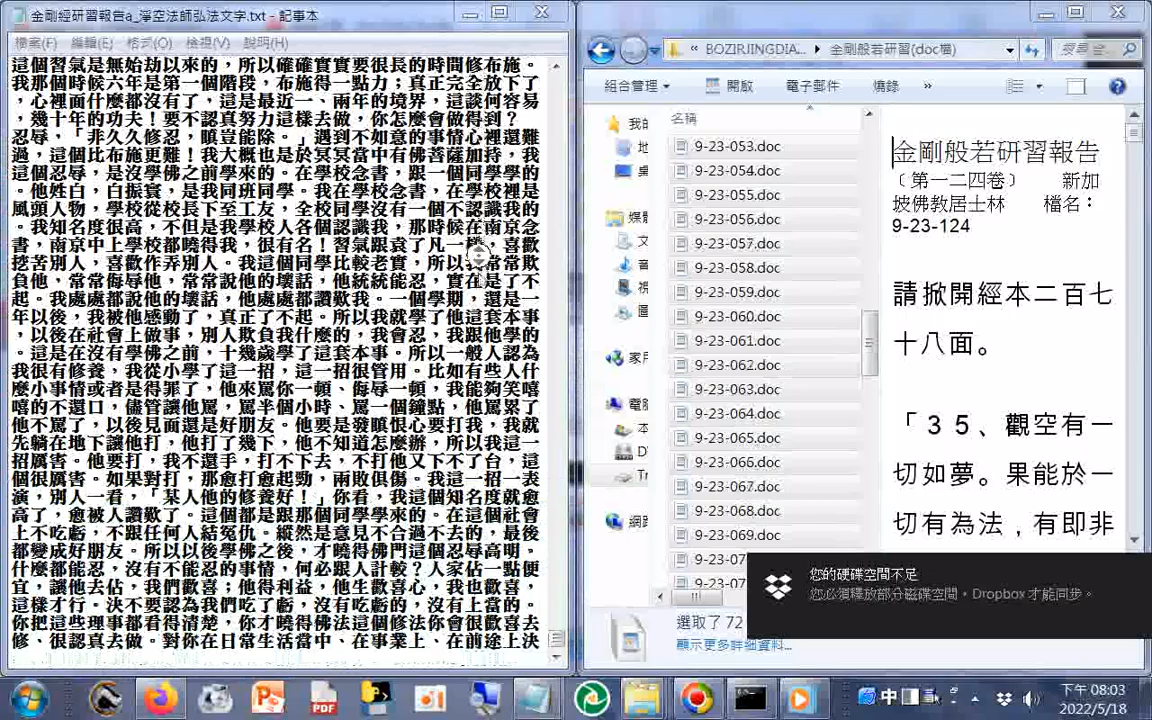 金剛經研習報告a_淨空法師弘法文字.txt - 記事本
檔案(F) 編輯(E) 格式(O) 檢視(V) 說明(H)
這個習氣是無始劫以來的，所以確確實實要很長的時間修布施。
我那個時候六年是第一個階段，布施得一點力；真正完全放下了
，心裡面什麼都沒有了，這是最近一、兩年的境界，這談何容易
，幾十年的功夫！要不認真努力這樣去做，你怎麼會做得到？
忍辱，「非久久修忍，瞋豈能除。」遇到不如意的事情心裡還難
過，這個比布施更難！我大概也是於冥冥當中有佛菩薩加持，我
這個忍辱，是沒學佛之前學來的。在學校念書，跟一個同學學的
。他姓白，白振寰，是我同班同學。我在學校念書，在學校裡是
風頭人物，學校從校長下至工友，全校同學沒有一個不認識我的
。我知名度很高，不但是我學校人各個認識我，那時候在南京念
書，南京中上學校都曉得我，很有名！習氣跟袁了凡一樣，喜歡
挖苦別人，喜歡作弄別人。我這個同學比較老實，所以我常常欺
負他，常常侮辱他，常常說他的壞話，他統統能忍，實在是了不
起。我處處都說他的壞話，他處處都讚歎我。一個學期，還是一
年以後，我被他感動了，真正了不起。所以我就學了他這套本事
，以後在社會上做事，別人欺負我什麼的，我會忍，我跟他學的
。這是在沒有學佛之前，十幾歲學了這套本事。所以一般人認為
我很有修養，我從小學了這一招，這一招很管用。比如有些人什
麼小事情或者是得罪了，他來罵你一頓、侮辱一頓，我能夠笑嘻
嘻的不還口，儘管讓他罵，罵半個小時、罵一個鐘點，他罵累了
他不罵了，以後見面還是好朋友。他要是發瞋恨心要打我，我就
先躺在地下讓他打，他打了幾下，他不知道怎麼辦，所以我這一
招厲害。他要打，我不還手，打不下去，不打他又下不了台，這
個很厲害。如果對打，那愈打愈起勁，兩敗俱傷。我這一招一表
演，別人一看，「某人他的修養好！」你看，我這個知名度就愈
高了，愈被人讚歎了。這個都是跟那個同學學來的。在這個社會
上不吃虧，不跟任何人結冤仇。縱然是意見不合過不去的，最後
都變成好朋友。所以以後學佛之後，才曉得佛門這個忍辱高明。
什麼都能忍，沒有不能忍的事情，何必跟人計較？人家佔一點便
宜，讓他去佔，我們歡喜；他得利益，他生歡喜心，我也歡喜，
這樣才行。決不要認為我們吃了虧，沒有吃虧的，沒有上當的。
你把這些理事都看得清楚，你才曉得佛法這個修法你會很歡喜去
修、很認真去做。對你在日常生活當中、在事業上、在前途上決
« BOZIRJINGDIA... ▸ 金剛般若研習(doc檔)
搜尋 金...
組合管理 開啟 電子郵件 燒錄 »
名稱
9-23-053.doc
9-23-054.doc
9-23-055.doc
9-23-056.doc
9-23-057.doc
9-23-058.doc
9-23-059.doc
9-23-060.doc
9-23-061.doc
9-23-062.doc
9-23-063.doc
9-23-064.doc
9-23-065.doc
9-23-066.doc
9-23-067.doc
9-23-068.doc
9-23-069.doc
我的
地
桌
媒體
文
音
視
圖
家用
電腦
本
D
Tr
網路
選取了 72
顯示更多詳細資料...
金剛般若研習報告
（第一二四卷） 新加
坡佛教居士林 檔名：
9-23-124
請掀開經本二百七
十八面。
「３５、觀空有一
切如夢。果能於一
切有為法，有即非
您的硬碟空間不足
您必須釋放部分磁碟空間，Dropbox 才能同步。
PDF
中
下午 08:03
2022/5/18